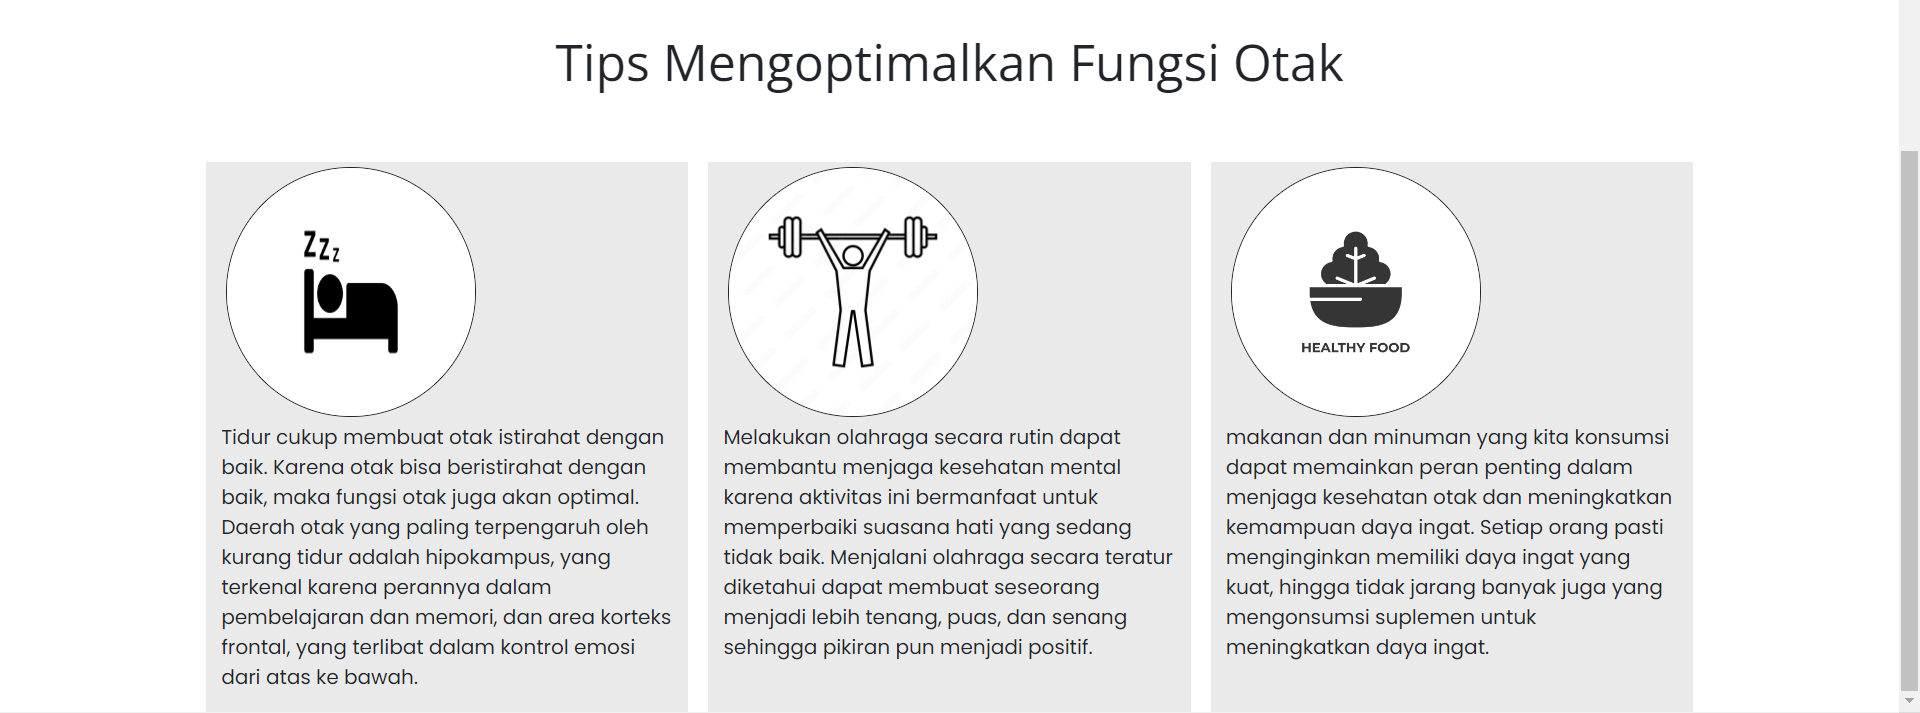 Tips Mengoptimalkan Fungsi Otak
ZZZ
Tidur cukup membuat otak istirahat dengan
baik. Karena otak bisa beristirahat dengan
baik, maka fungsi otak juga akan optimal.
Daerah otak yang paling terpengaruh oleh
kurang tidur adalah hipokampus, yang
terkenal karena perannya dalam
pembelajaran dan memori, dan area korteks
frontal, yang terlibat dalam kontrol emosi
dari atas ke bawah.
Melakukan olahraga secara rutin dapat
membantu menjaga kesehatan mental
karena aktivitas ini bermanfaat untuk
memperbaiki suasana hati yang sedang
tidak baik. Menjalani olahraga secara teratur
diketahui dapat membuat seseorang
menjadi lebih tenang, puas, dan senang
sehingga pikiran pun menjadi positif.
HEALTHY FOOD
makanan dan minuman yang kita konsumsi
dapat memainkan peran penting dalam
menjaga kesehatan otak dan meningkatkan
kemampuan daya ingat. Setiap orang pasti
menginginkan memiliki daya ingat yang
kuat, hingga tidak jarang banyak juga yang
mengonsumsi suplemen untuk
meningkatkan daya ingat.